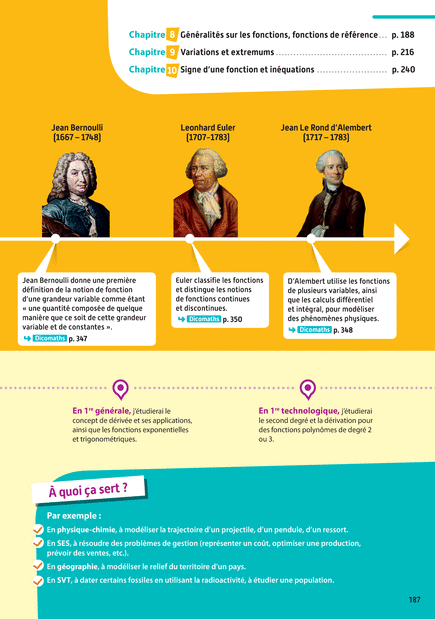 Chapitre 8 Généralités sur les fonctions, fonctions de référence ... p. 188
Chapitre 9 Variations et extremums ........................................ p. 216
Chapitre 10 Signe d'une fonction et inéquations ......................... p. 240
Jean Bernoulli
(1667 – 1748)
Leonhard Euler
(1707-1783)
Jean Le Rond d'Alembert
(1717 – 1783)
Jean Bernoulli donne une première
définition de la notion de fonction
d'une grandeur variable comme étant
« une quantité composée de quelque
manière que ce soit de cette grandeur
variable et de constantes ».
Dicomaths p. 347
Euler classifie les fonctions
et distingue les notions
de fonctions continues
et discontinues.
Dicomaths p. 350
D'Alembert utilise les fonctions
de plusieurs variables, ainsi
que les calculs différentiel
et intégral, pour modéliser
des phénomènes physiques.
Dicomaths p. 348
En 1re générale, j'étudierai le
concept de dérivée et ses applications,
ainsi que les fonctions exponentielles
et trigonométriques.
En 1re technologique, j'étudierai
le second degré et la dérivation pour
des fonctions polynômes de degré 2
ou 3.
À quoi ça sert ?
Par exemple :
En physique-chimie, à modéliser la trajectoire d'un projectile, d'un pendule, d'un ressort.
En SES, à résoudre des problèmes de gestion (représenter un coût, optimiser une production,
prévoir des ventes, etc.).
En géographie, à modéliser le relief du territoire d'un pays.
En SVT, à dater certains fossiles en utilisant la radioactivité, à étudier une population.
187